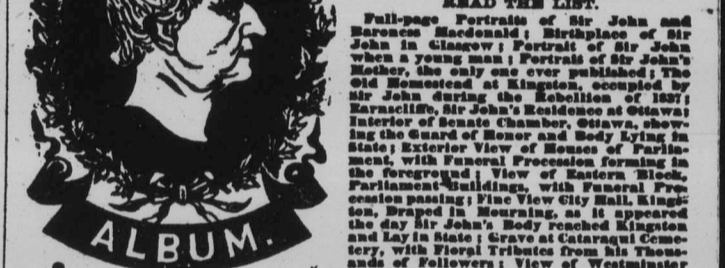 READ THE LIST.
Full-page Portraits of Sir John and
Baroness Macdonald; Birthplace of Sir
John in Glasgow; Portrait of Sir John
when a young man; Portrait of Sir John's
Mother, the only one ever published; The
Old Homestead at Kingston, occupied by
Sir John during the Rebellion of 1837;
Earnscliffe, Sir John's Residence at Ottawa;
Interior of Senate Chamber, Ottawa, show-
ing the Guard of Honor and Body Lying in
State; Exterior View of Houses of Parlia-
ment, with Funeral Procession forming in
the foreground; View of Eastern Block,
Parliament Buildings, with Funeral Pro-
cession passing; Fine View City Hall, Kings-
ton, Draped in Mourning, as it appeared
the day Sir John's Body reached Kingston
and Lay in State; Grave at Cataraqui Ceme-
tery, with Floral Tributes from his Thous-
ands of Followers; View of Westminster
ALBUM.